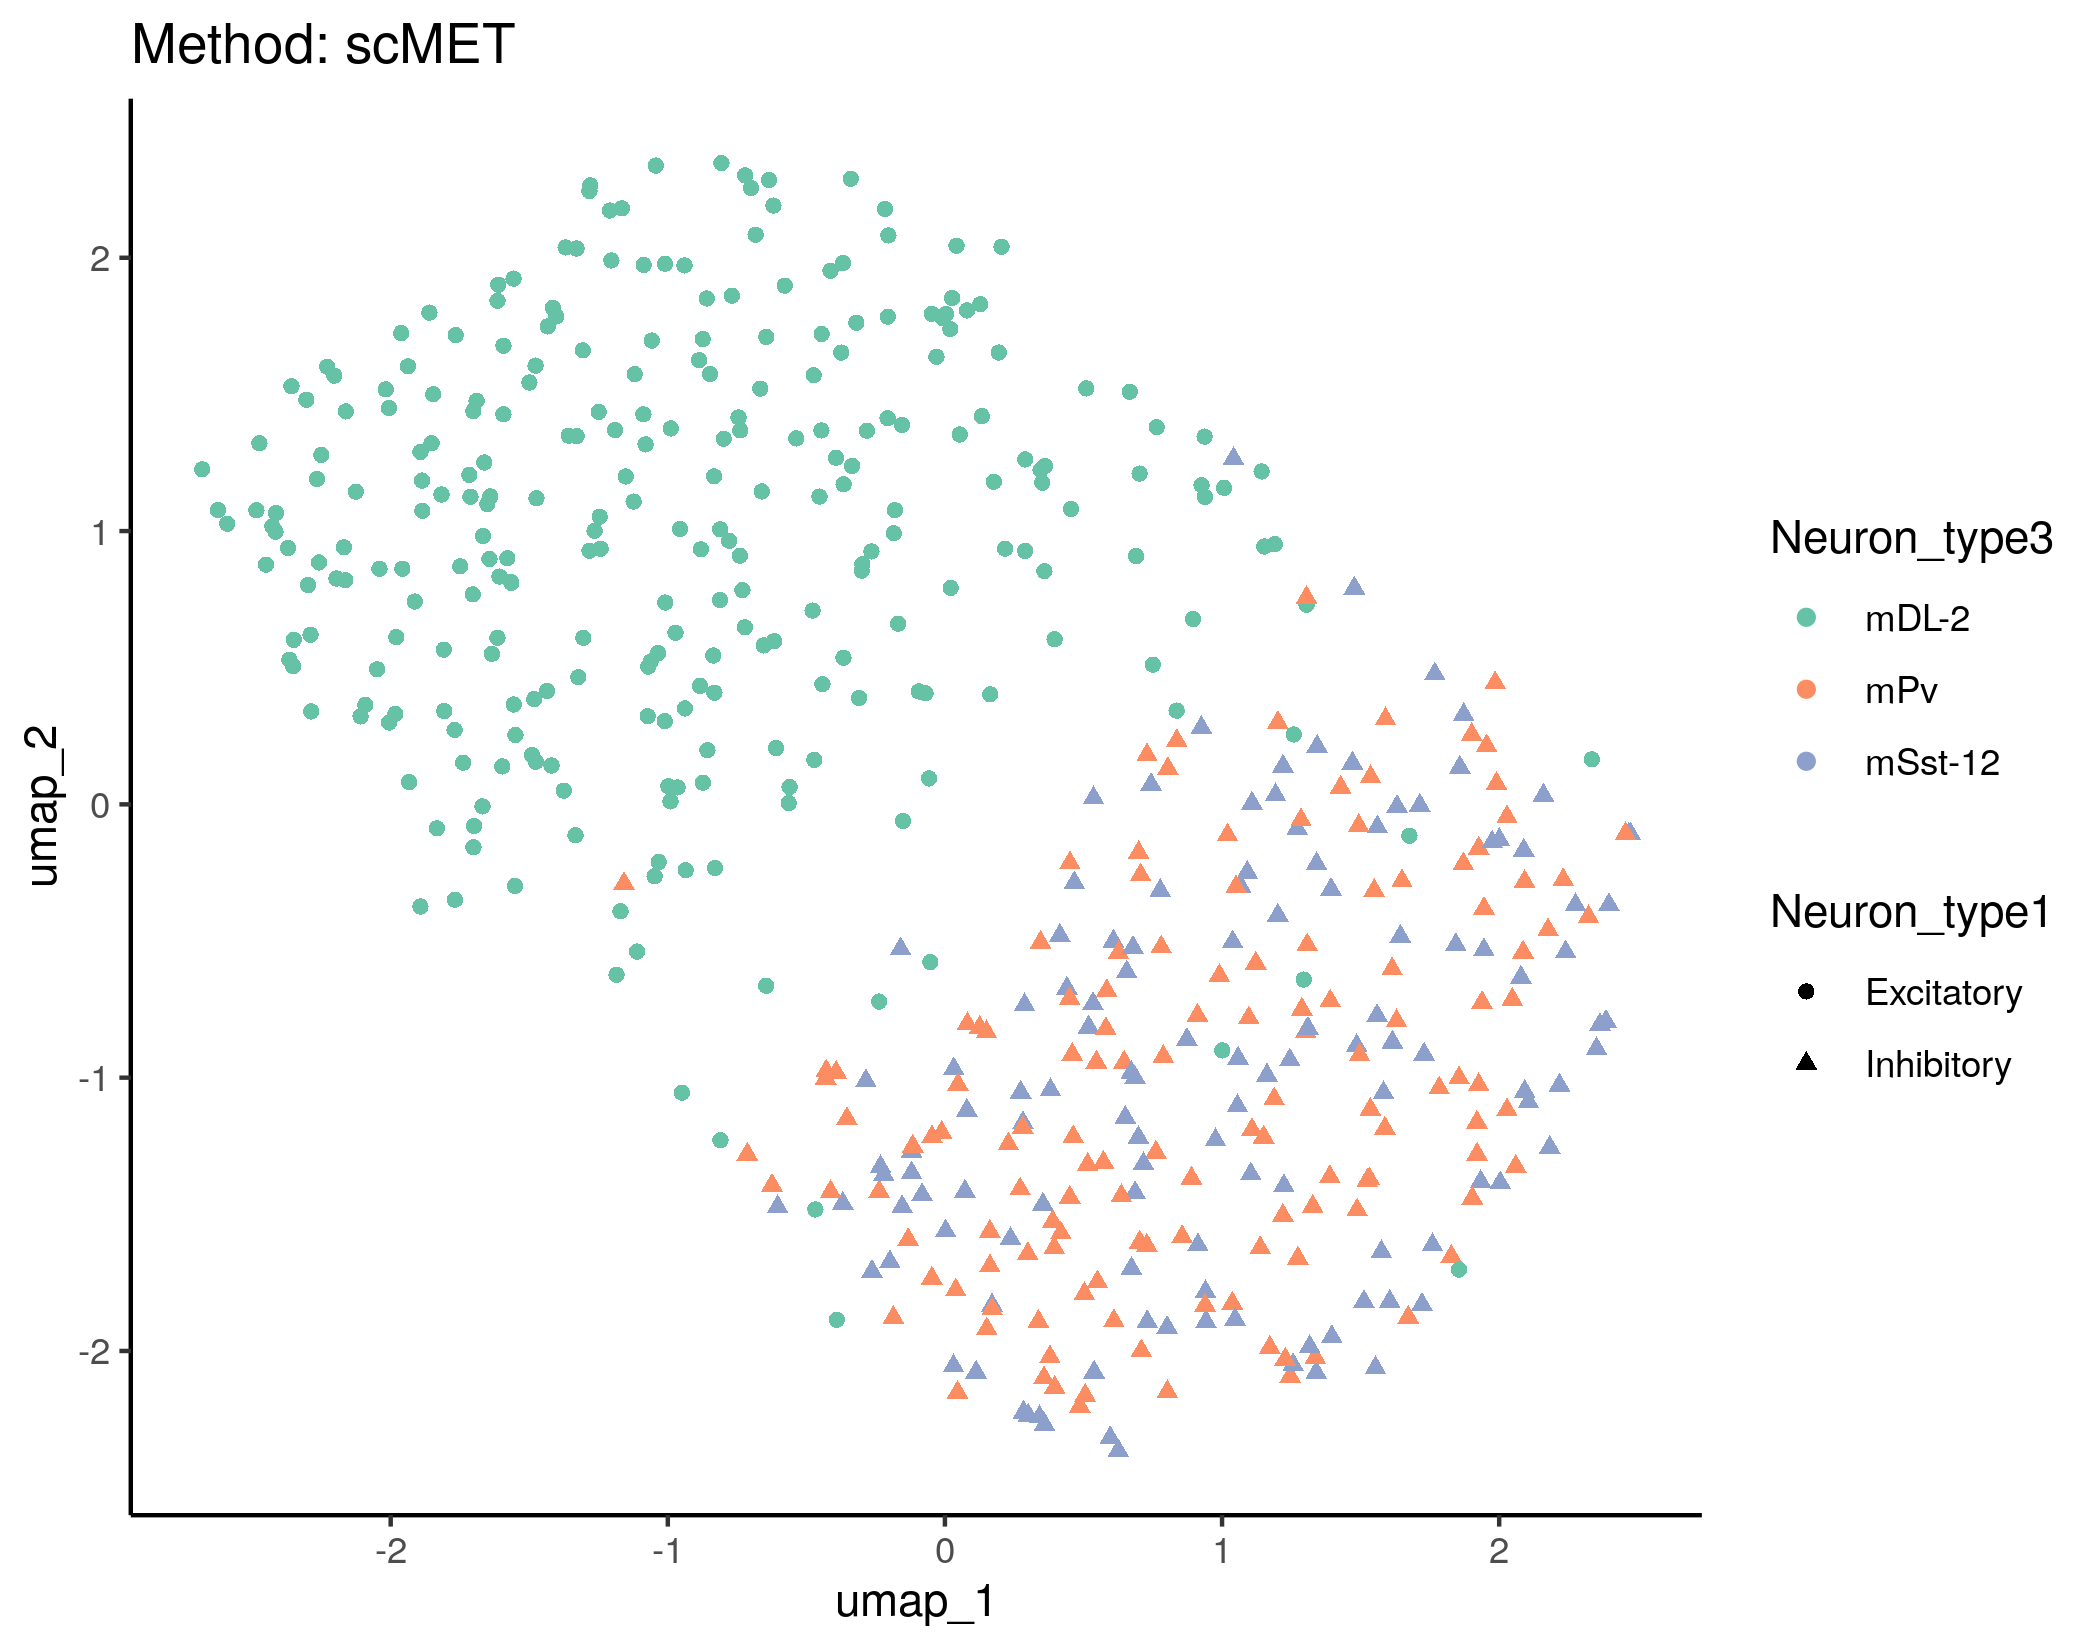 Method: scMET
umap_2
2
1
0
-1
-2
-2
-1
0
1
2
umap_1
Neuron_type3
mDL-2
mPv
mSst-12
Neuron_type1
Excitatory
Inhibitory